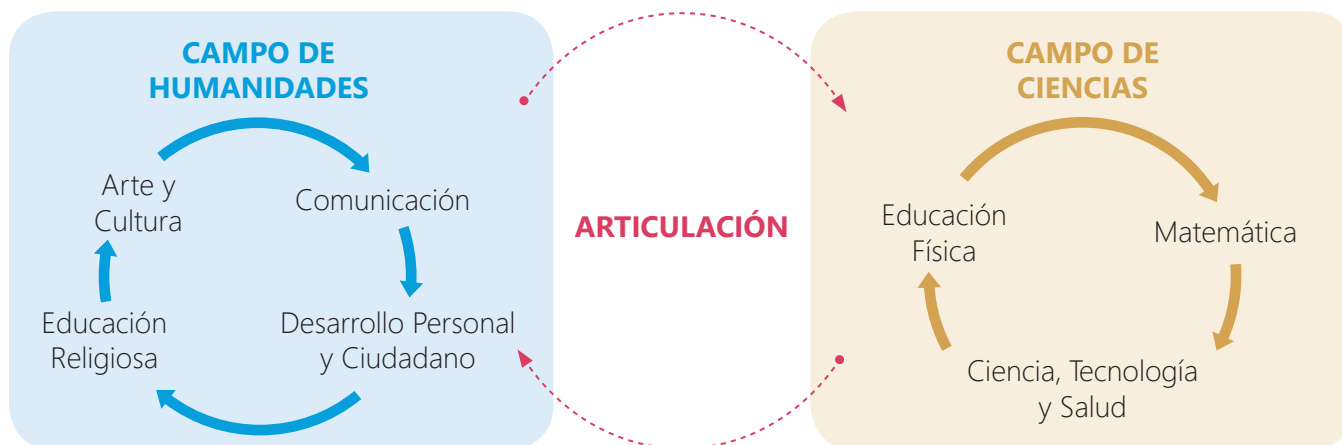 CAMPO DE
HUMANIDADES
Arte y
Cultura
Comunicación
Educación
Religiosa
Desarrollo Personal
y Ciudadano
ARTICULACIÓN
CAMPO DE
CIENCIAS
Educación
Física
Matemática
Ciencia, Tecnología
y Salud